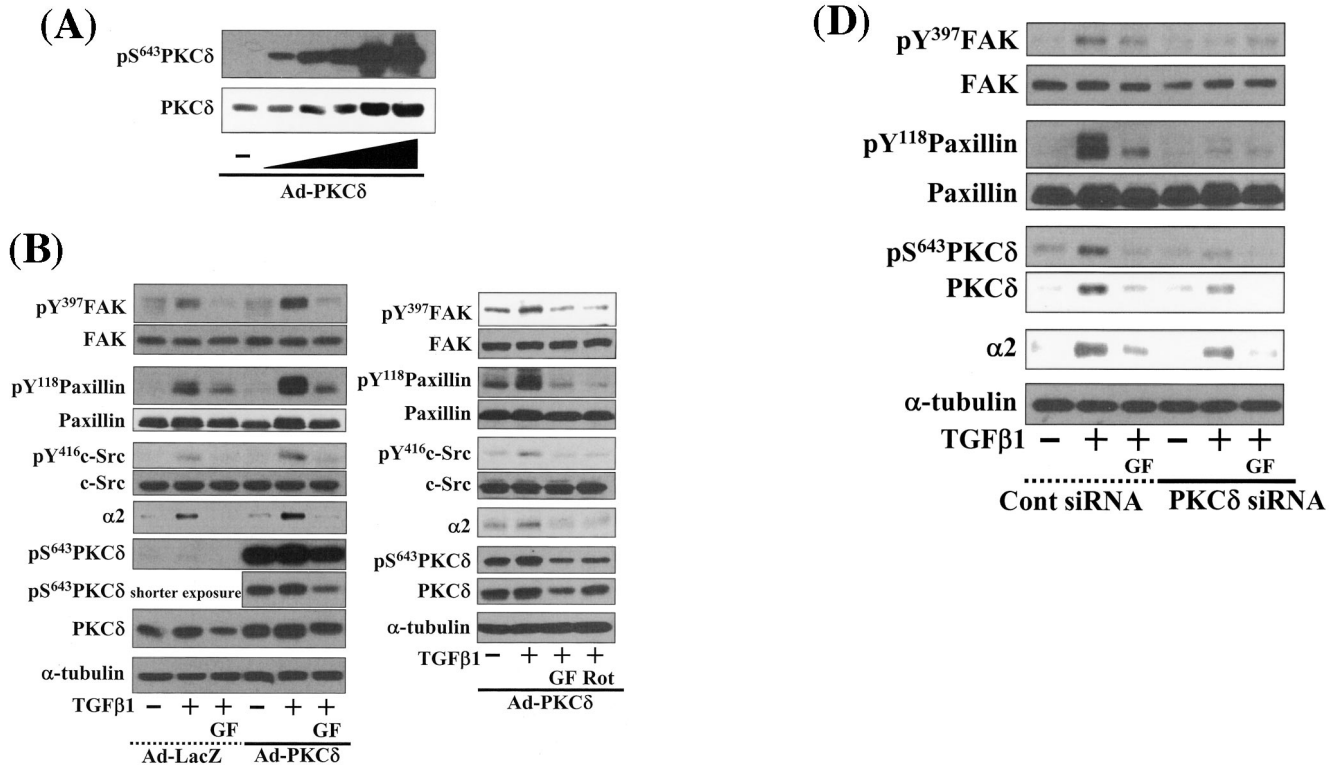 (A)
pS⁶⁴³PKCδ
PKCδ
–
Ad-PKCδ
(B)
pY³⁹⁷FAK
FAK
pY¹¹⁸Paxillin
Paxillin
pY⁴¹⁶c-Src
c-Src
α2
pS⁶⁴³PKCδ
pS⁶⁴³PKCδ shorter exposure
PKCδ
α-tubulin
TGFβ1 – + + – + +
GF GF
Ad-LacZ Ad-PKCδ
pY³⁹⁷FAK
FAK
pY¹¹⁸Paxillin
Paxillin
pY⁴¹⁶c-Src
c-Src
α2
pS⁶⁴³PKCδ
PKCδ
α-tubulin
TGFβ1 – + + +
GF Rot
Ad-PKCδ
(D)
pY³⁹⁷FAK
FAK
pY¹¹⁸Paxillin
Paxillin
pS⁶⁴³PKCδ
PKCδ
α2
α-tubulin
TGFβ1 – + + – + +
GF GF
Cont siRNA PKCδ siRNA